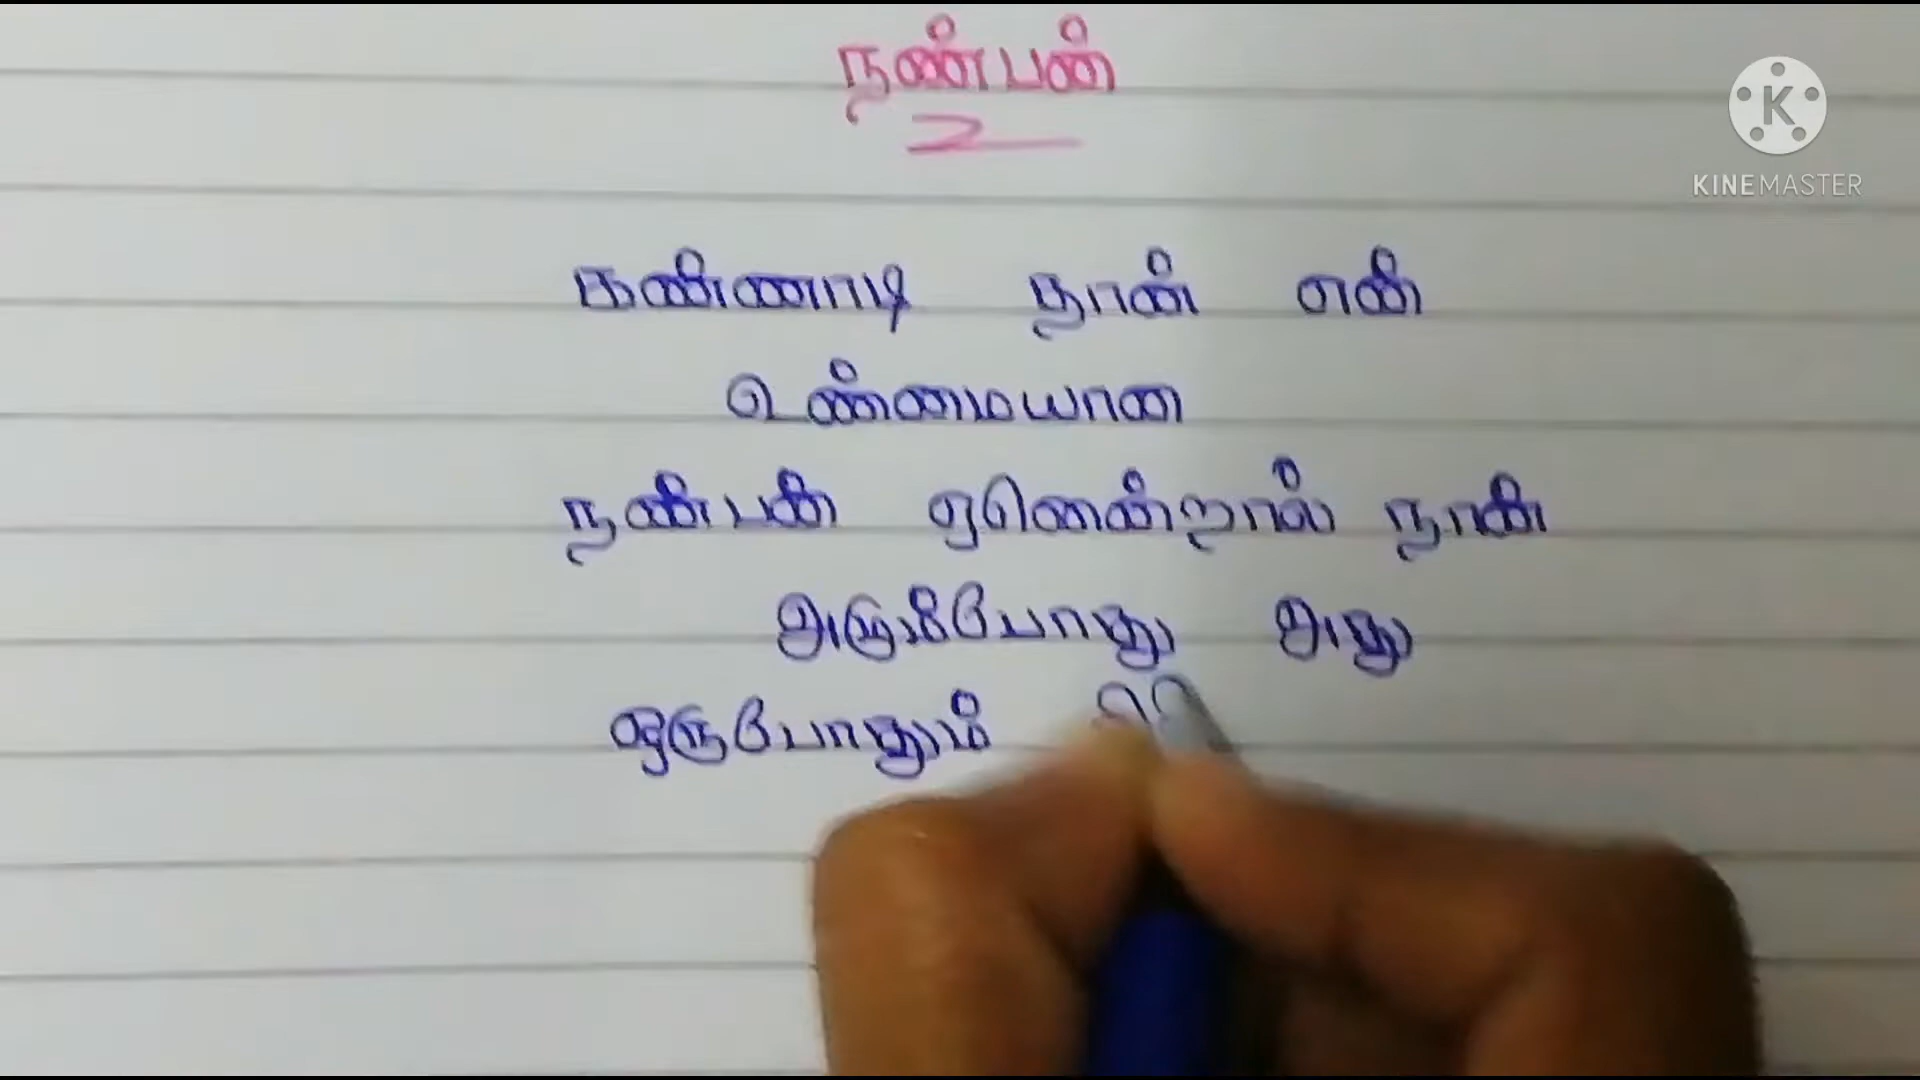 நண்பன்
KINEMASTER
கண்ணாடி தான் என்
உண்மையான
நண்பன் ஏனென்றால் நான்
அழும்போது அது
ஒருபோதும்